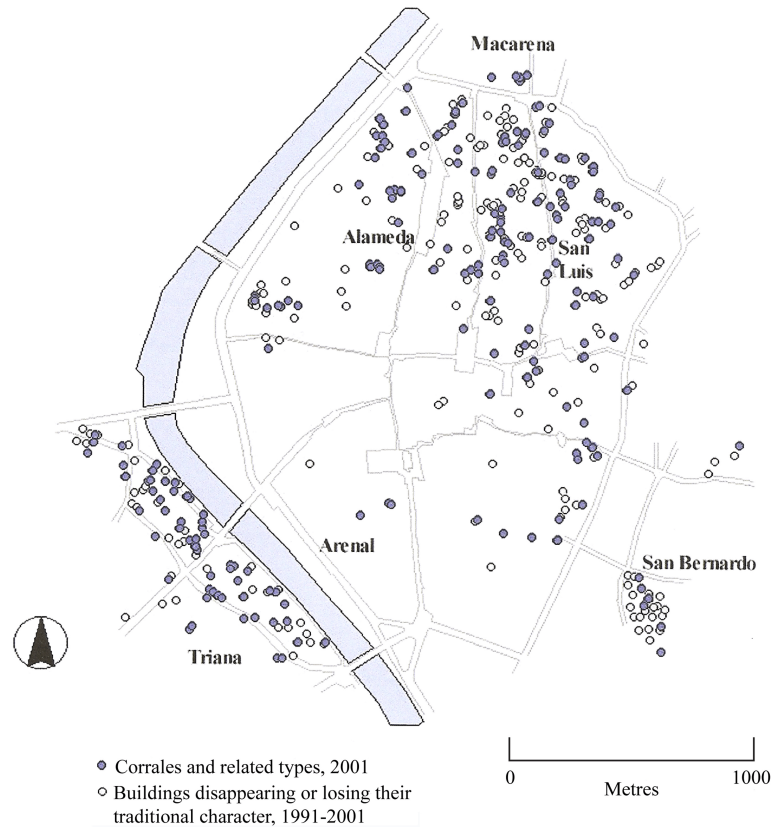 Macarena
Alameda
San
Luis
Arenal
San Bernardo
Triana
Corrales and related types, 2001
Buildings disappearing or losing their
traditional character, 1991-2001
0
1000
Metres